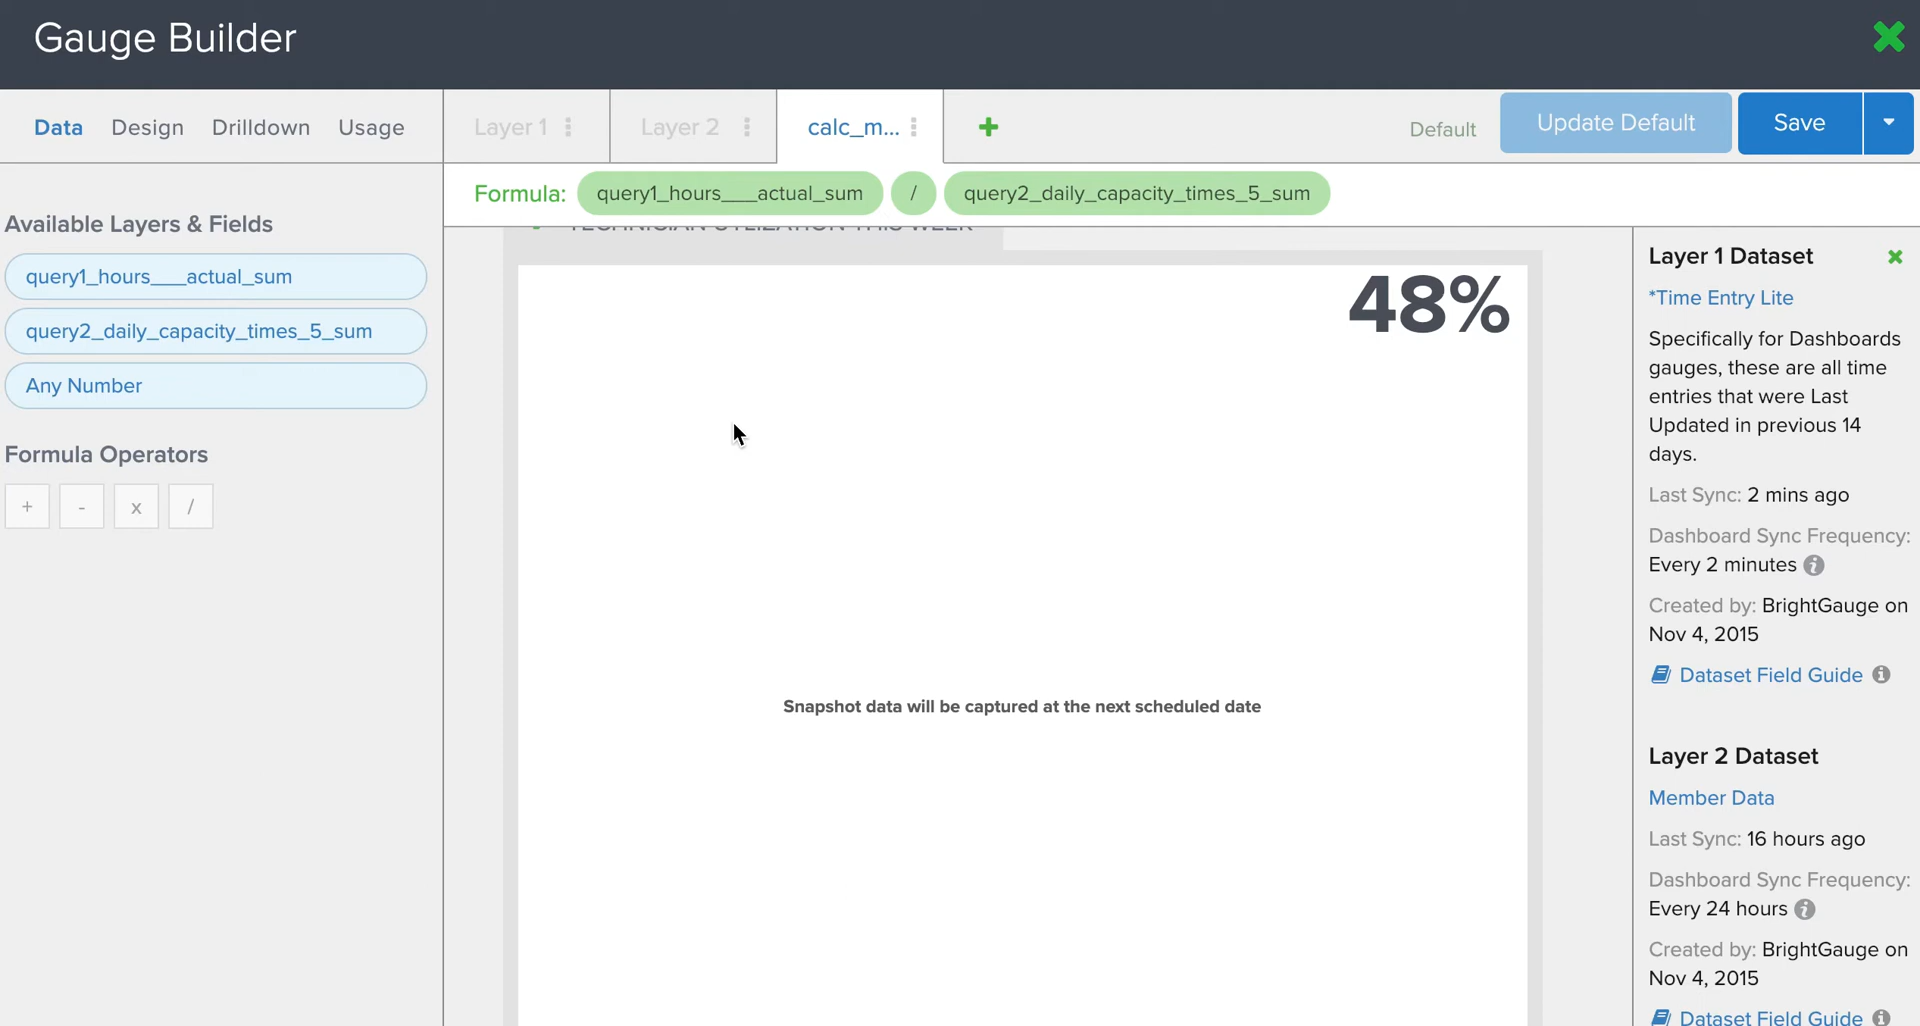 Gauge Builder
Data Design Drilldown Usage
Layer 1
Layer 2
calc_m...
Default
Update Default
Save
Formula: query1_hours___actual_sum / query2_daily_capacity_times_5_sum
Available Layers & Fields
query1_hours___actual_sum
query2_daily_capacity_times_5_sum
Any Number
Formula Operators
+ - x /
TECHNICIAN UTILIZATION THIS WEEK
48%
Snapshot data will be captured at the next scheduled date
Layer 1 Dataset
*Time Entry Lite
Specifically for Dashboards
gauges, these are all time
entries that were Last
Updated in previous 14
days.
Last Sync: 2 mins ago
Dashboard Sync Frequency:
Every 2 minutes
Created by: BrightGauge on
Nov 4, 2015
Dataset Field Guide
Layer 2 Dataset
Member Data
Last Sync: 16 hours ago
Dashboard Sync Frequency:
Every 24 hours
Created by: BrightGauge on
Nov 4, 2015
Dataset Field Guide